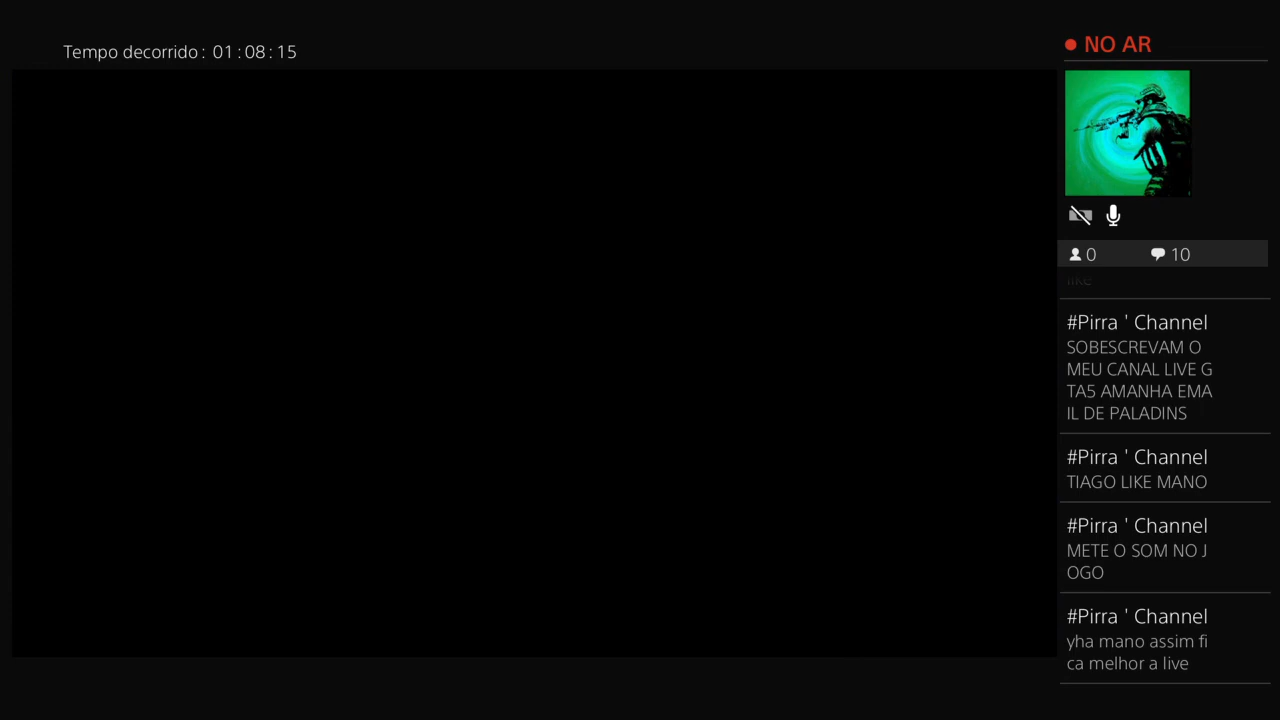 Tempo decorrido: 01:08:15
NO AR
0 10
like
#Pirra ' Channel
SOBESCREVAM O
MEU CANAL LIVE G
TA5 AMANHA EMA
IL DE PALADINS
#Pirra ' Channel
TIAGO LIKE MANO
#Pirra ' Channel
METE O SOM NO J
OGO
#Pirra ' Channel
yha mano assim fi
ca melhor a live